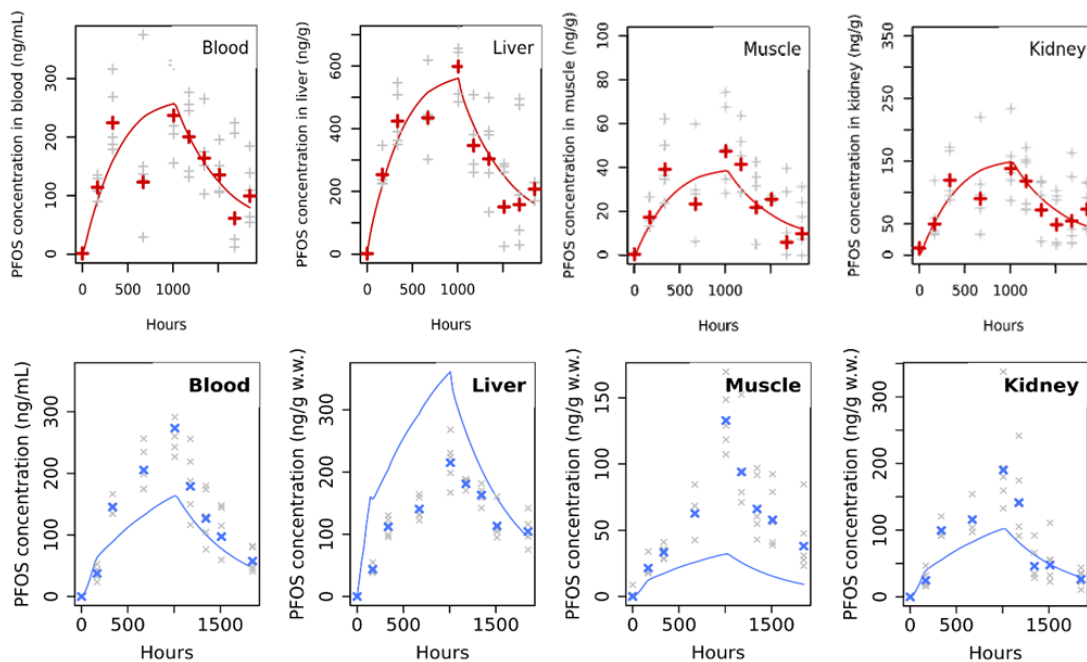 PFOS concentration in blood (ng/mL)
0 100 200 300
Blood
0 500 1000
Hours
PFOS concentration in liver (ng/g)
0 200 400 600
Liver
0 500 1000
Hours
PFOS concentration in muscle (ng/g)
0 20 40 60 80 100
Muscle
0 500 1000
Hours
PFOS concentration in kidney (ng/g)
0 50 100 150 250 350
Kidney
0 500 1000
Hours
PFOS concentration (ng/mL)
0 100 200 300
Blood
0 500 1500
Hours
PFOS concentration (ng/g w.w.)
0 100 200 300
Liver
0 500 1500
Hours
PFOS concentration (ng/g w.w.)
0 50 100 150
Muscle
0 500 1500
Hours
PFOS concentration (ng/g w.w.)
0 100 200 300
Kidney
0 500 1500
Hours